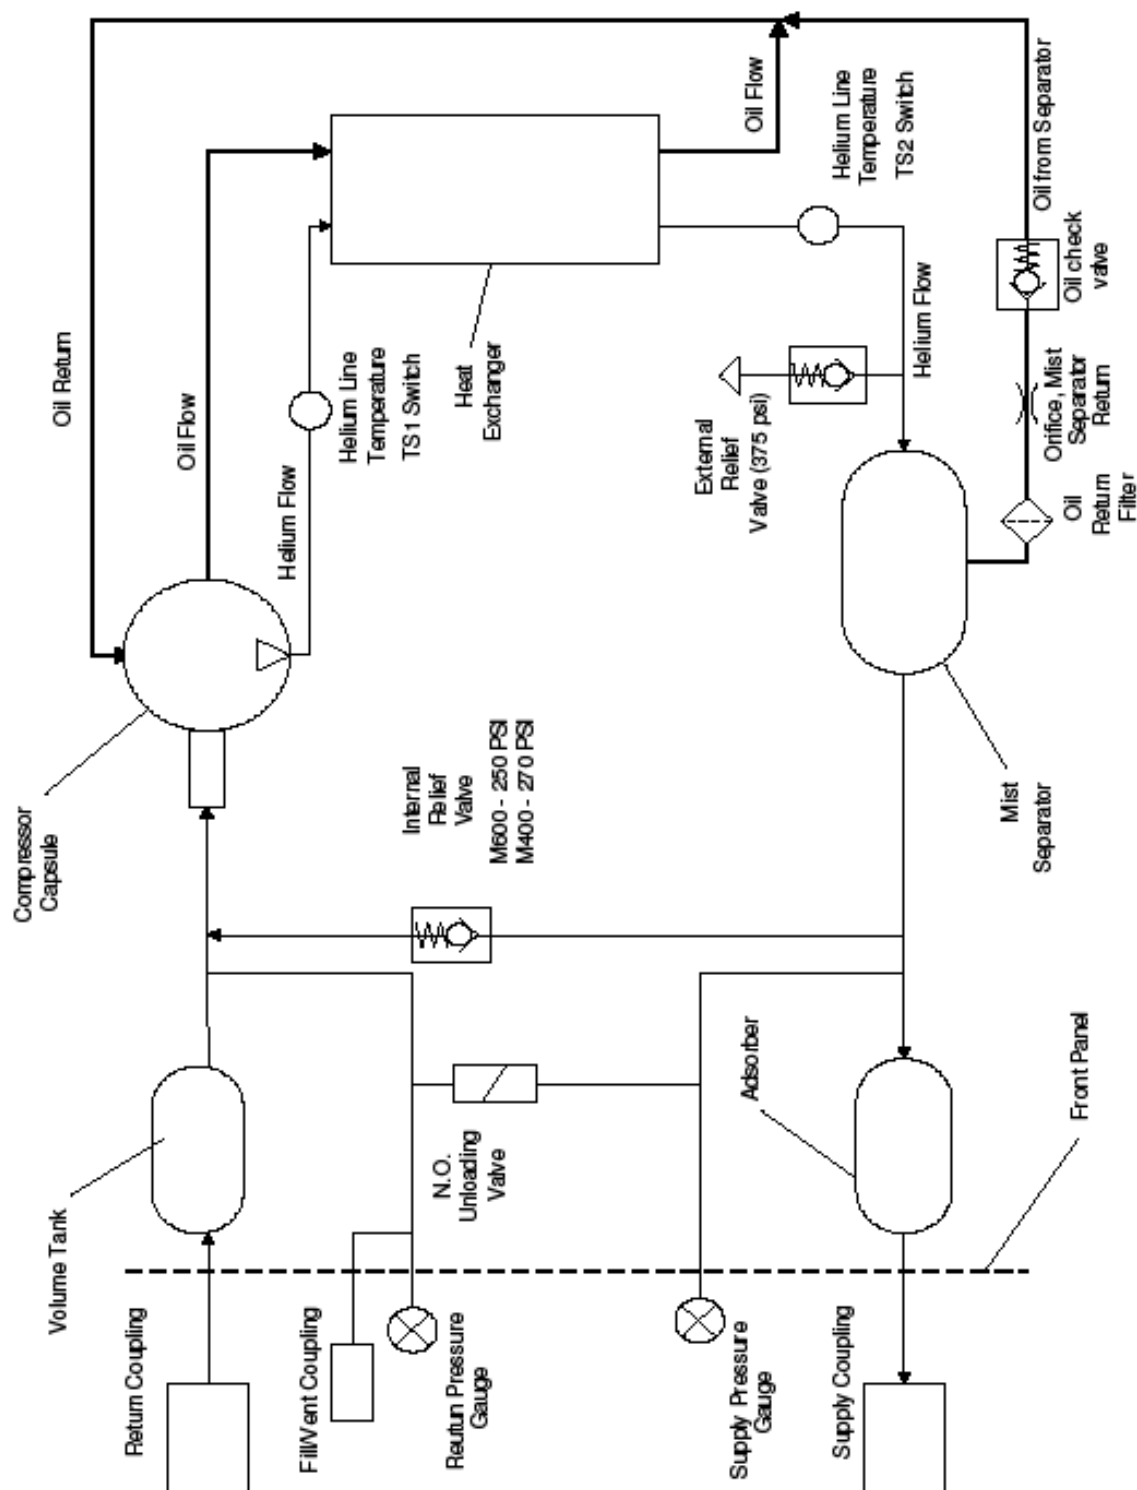 Oil Return
Oil Flow
Helium Flow
Helium Line
Temperature
TS1 Switch
Heat
Exchanger
Oil Flow
Helium Line
Temperature
TS2 Switch
Oil from Separator
Oil check
valve
Helium Flow
External
Relief
Valve (375 psi)
Orifice, Mist
Separator
Return
Oil
Return
Filter
Compressor
Capsule
Internal
Relief
Valve
M600 - 250 PSI
M400 - 270 PSI
Mist
Separator
Volume Tank
N.O.
Unloading
Valve
Adsorber
Front Panel
Return Coupling
Fill/Vent Coupling
Reutun Pressure
Gauge
Supply Pressure
Gauge
Supply Coupling